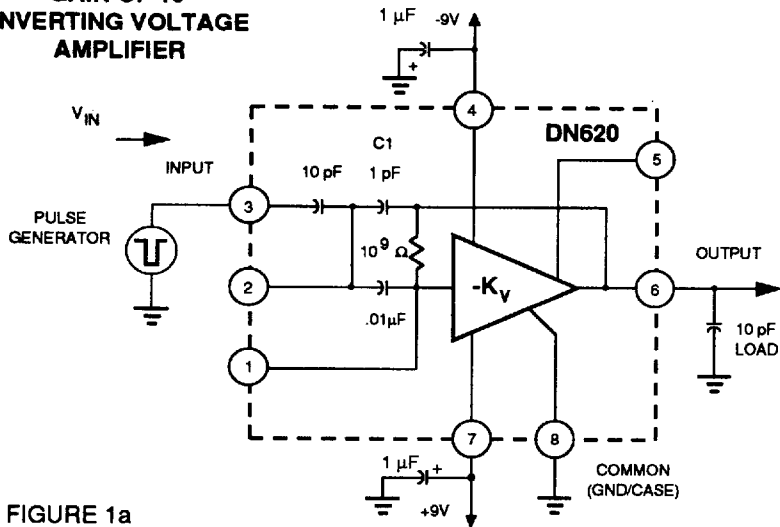 NVERTING VOLTAGE
AMPLIFIER
1 µF
-9V
+
4
DN620
V IN
INPUT
C1
10 pF
1 pF
5
3
PULSE
GENERATOR
10 9 Ω
-K V
OUTPUT
6
2
.01µF
10 pF
LOAD
1
7
8
1 µF
+
COMMON
(GND/CASE)
+9V
FIGURE 1a